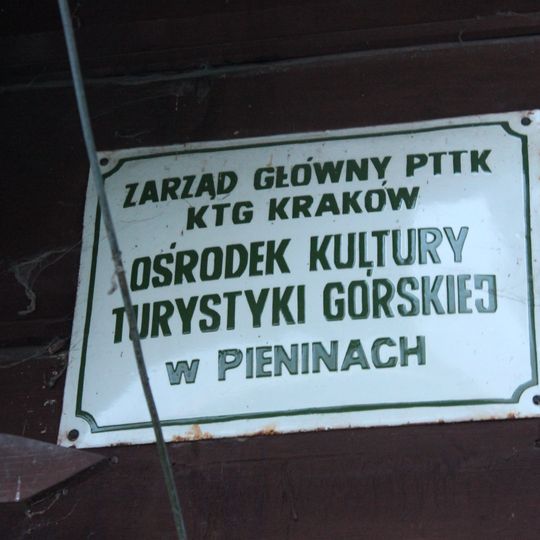 ZARZĄD GŁÓWNY PTTK
KTG KRAKÓW
OŚRODEK KULTURY
TURYSTYKI GÓRSKIEJ
W PIENINACH